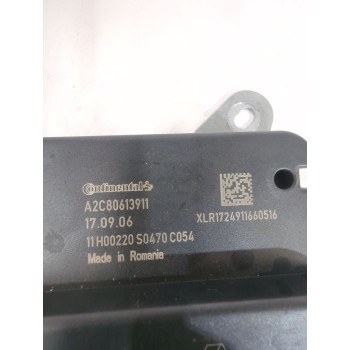 Continental
A2C80613911
17.09.06
XLR1724911660516
11H00220 S0470 C054
Made in Romania